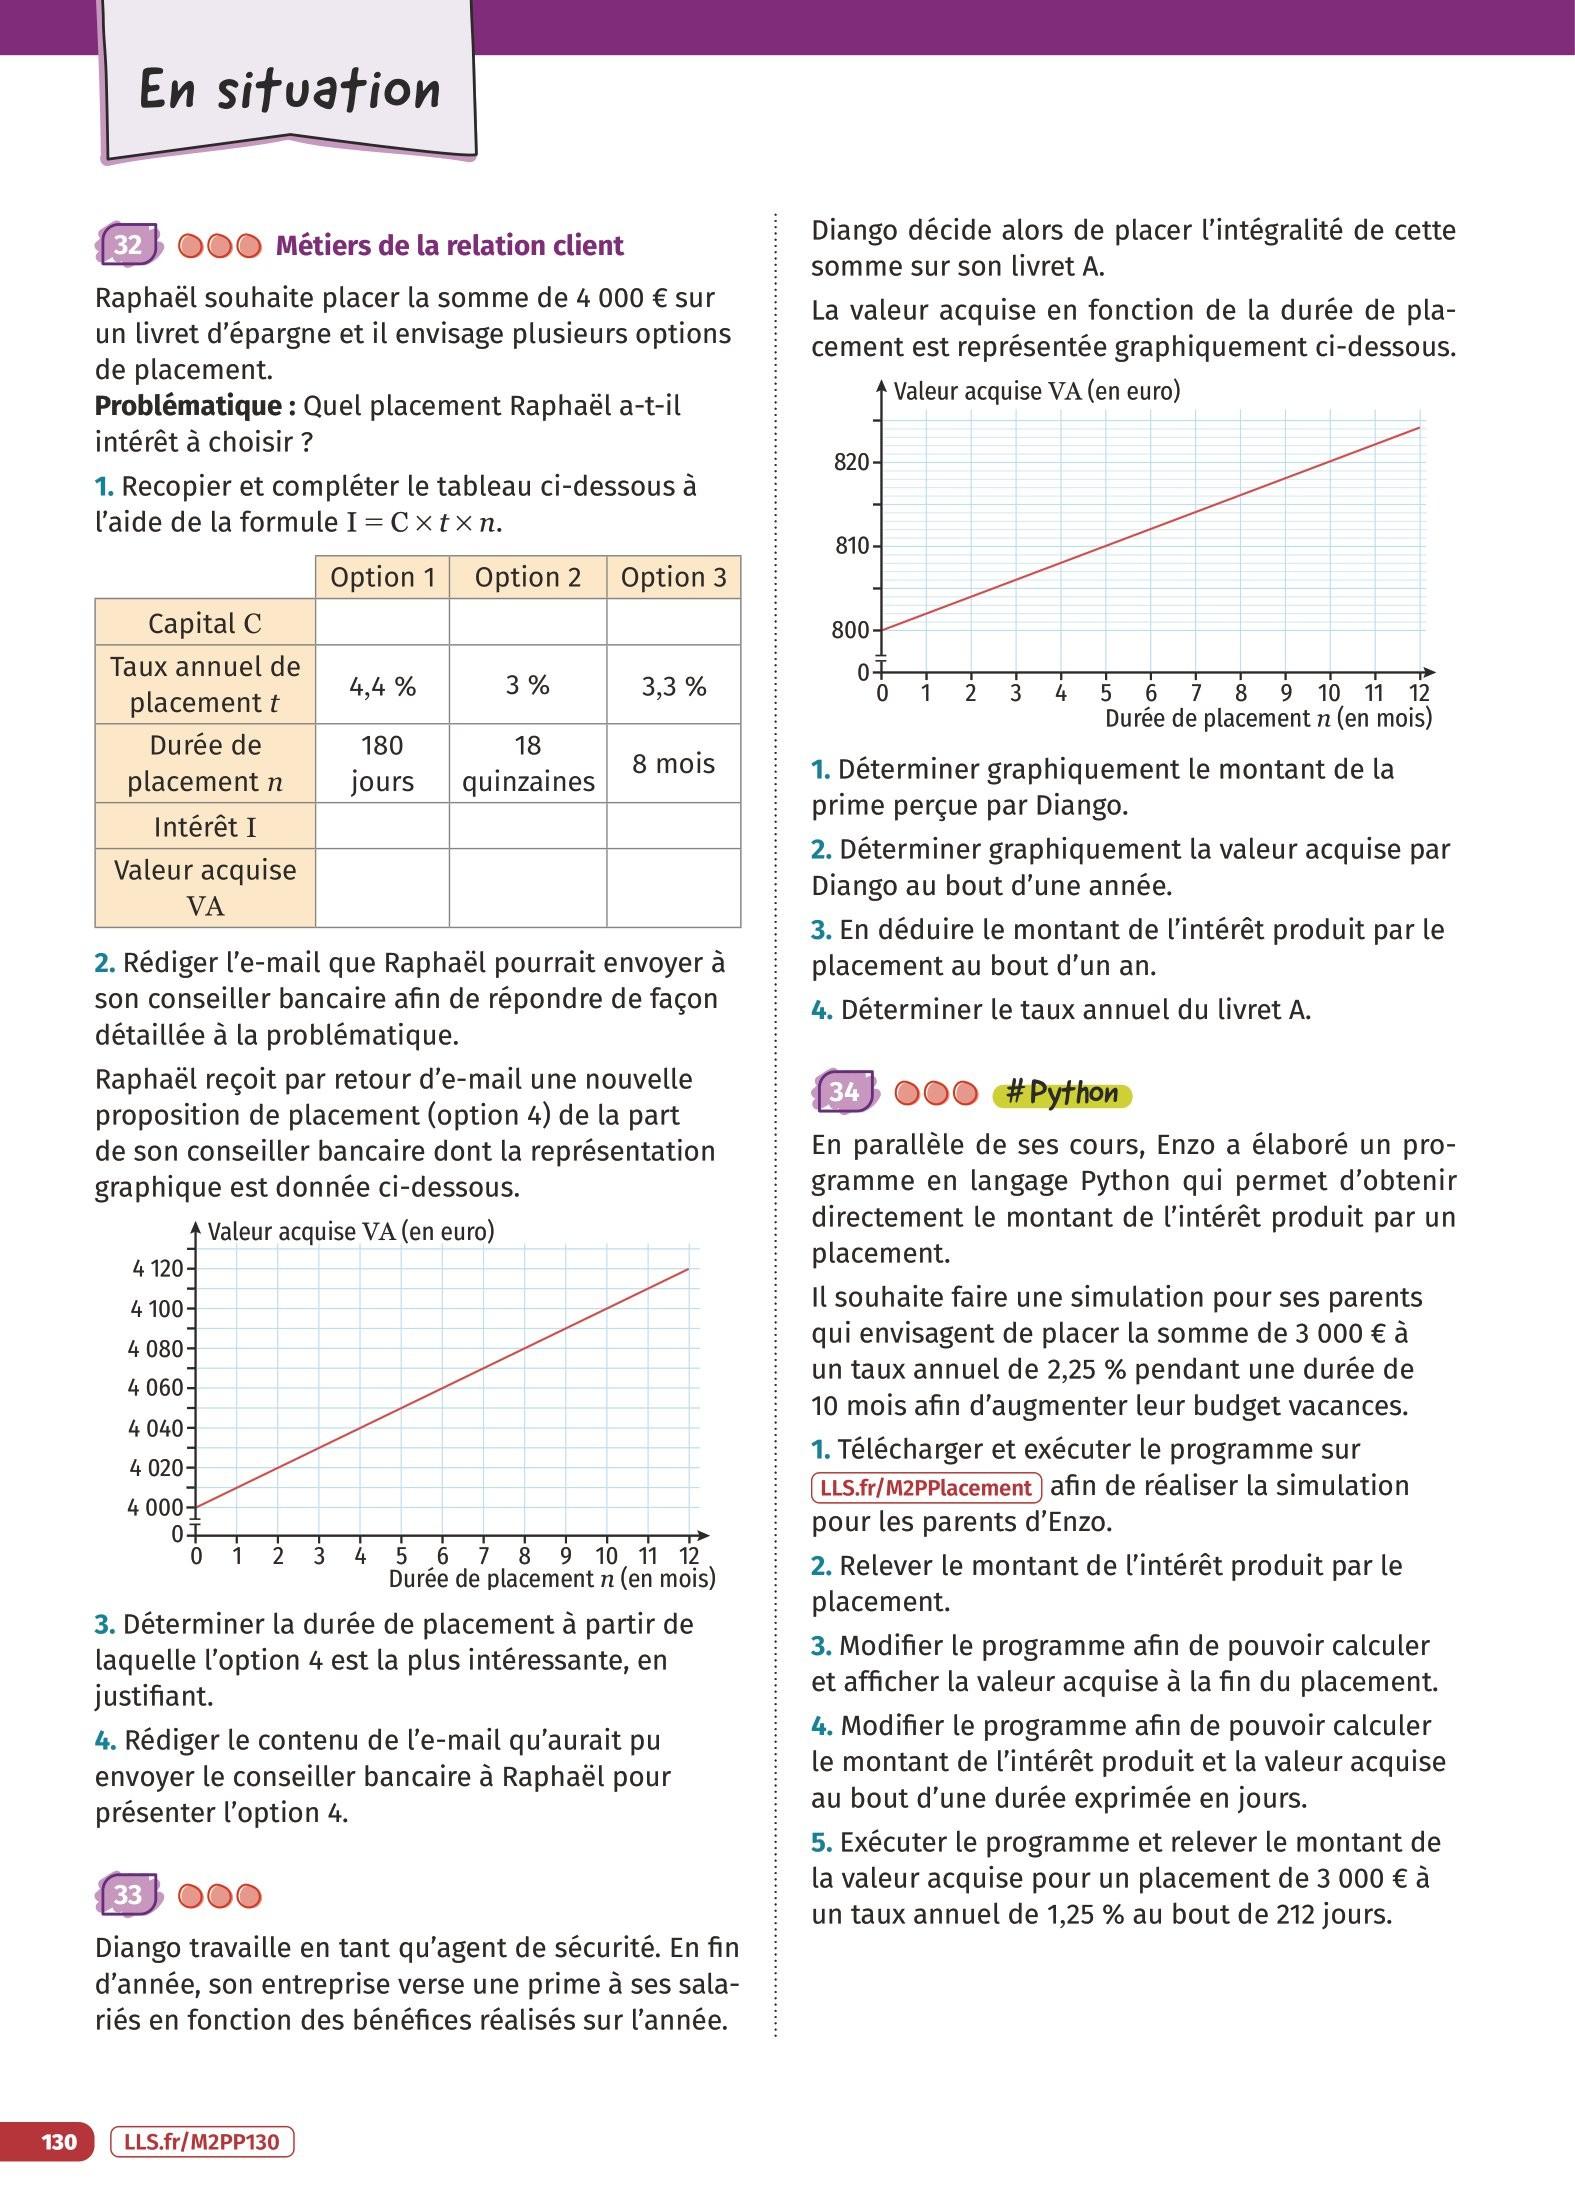 En situation
32 Métiers de la relation client
Raphaël souhaite placer la somme de 4 000 € sur
un livret d'épargne et il envisage plusieurs options
de placement.
Problématique : Quel placement Raphaël a-t-il
intérêt à choisir ?
1. Recopier et compléter le tableau ci-dessous à
l'aide de la formule I = C × t × n.
Option 1 Option 2 Option 3
Capital C
Taux annuel de
placement t
4,4 % 3 % 3,3 %
Durée de
placement n
180
jours
18
quinzaines
8 mois
Intérêt I
Valeur acquise
VA
2. Rédiger l'e-mail que Raphaël pourrait envoyer à
son conseiller bancaire afin de répondre de façon
détaillée à la problématique.
Raphaël reçoit par retour d'e-mail une nouvelle
proposition de placement (option 4) de la part
de son conseiller bancaire dont la représentation
graphique est donnée ci-dessous.
Valeur acquise VA (en euro)
4 120
4 100
4 080
4 060
4 040
4 020
4 000
0
0 1 2 3 4 5 6 7 8 9 10 11 12
Durée de placement n (en mois)
3. Déterminer la durée de placement à partir de
laquelle l'option 4 est la plus intéressante, en
justifiant.
4. Rédiger le contenu de l'e-mail qu'aurait pu
envoyer le conseiller bancaire à Raphaël pour
présenter l'option 4.
33
Diango travaille en tant qu'agent de sécurité. En fin
d'année, son entreprise verse une prime à ses sala-
riés en fonction des bénéfices réalisés sur l'année.
Diango décide alors de placer l'intégralité de cette
somme sur son livret A.
La valeur acquise en fonction de la durée de pla-
cement est représentée graphiquement ci-dessous.
Valeur acquise VA (en euro)
820
810
800
0
0 1 2 3 4 5 6 7 8 9 10 11 12
Durée de placement n (en mois)
1. Déterminer graphiquement le montant de la
prime perçue par Diango.
2. Déterminer graphiquement la valeur acquise par
Diango au bout d'une année.
3. En déduire le montant de l'intérêt produit par le
placement au bout d'un an.
4. Déterminer le taux annuel du livret A.
34 # Python
En parallèle de ses cours, Enzo a élaboré un pro-
gramme en langage Python qui permet d'obtenir
directement le montant de l'intérêt produit par un
placement.
Il souhaite faire une simulation pour ses parents
qui envisagent de placer la somme de 3 000 € à
un taux annuel de 2,25 % pendant une durée de
10 mois afin d'augmenter leur budget vacances.
1. Télécharger et exécuter le programme sur
LLS.fr/M2PPlacement afin de réaliser la simulation
pour les parents d'Enzo.
2. Relever le montant de l'intérêt produit par le
placement.
3. Modifier le programme afin de pouvoir calculer
et afficher la valeur acquise à la fin du placement.
4. Modifier le programme afin de pouvoir calculer
le montant de l'intérêt produit et la valeur acquise
au bout d'une durée exprimée en jours.
5. Exécuter le programme et relever le montant de
la valeur acquise pour un placement de 3 000 € à
un taux annuel de 1,25 % au bout de 212 jours.
130 LLS.fr/M2PP130